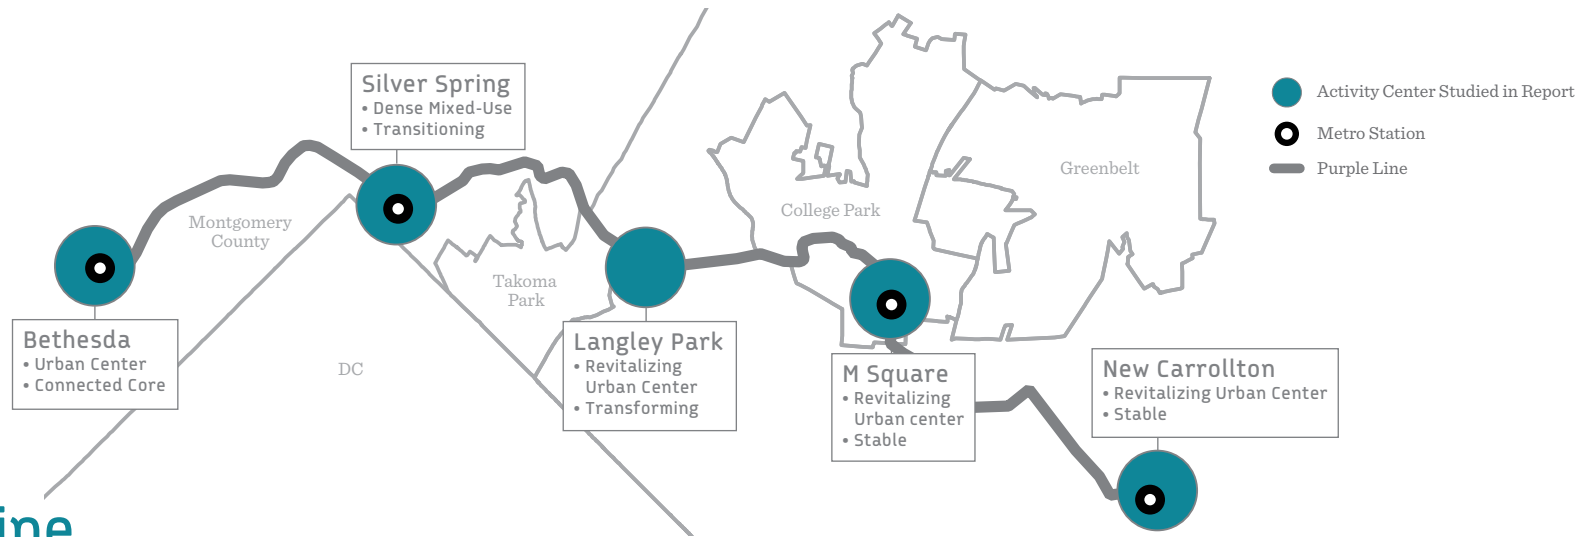 Silver Spring
• Dense Mixed-Use
• Transitioning
Activity Center Studied in Report
Metro Station
Purple Line
Greenbelt
College Park
Montgomery
County
Takoma
Park
DC
Bethesda
• Urban Center
• Connected Core
Langley Park
• Revitalizing
Urban Center
• Transforming
M Square
• Revitalizing
Urban center
• Stable
New Carrollton
• Revitalizing Urban Center
• Stable
ine